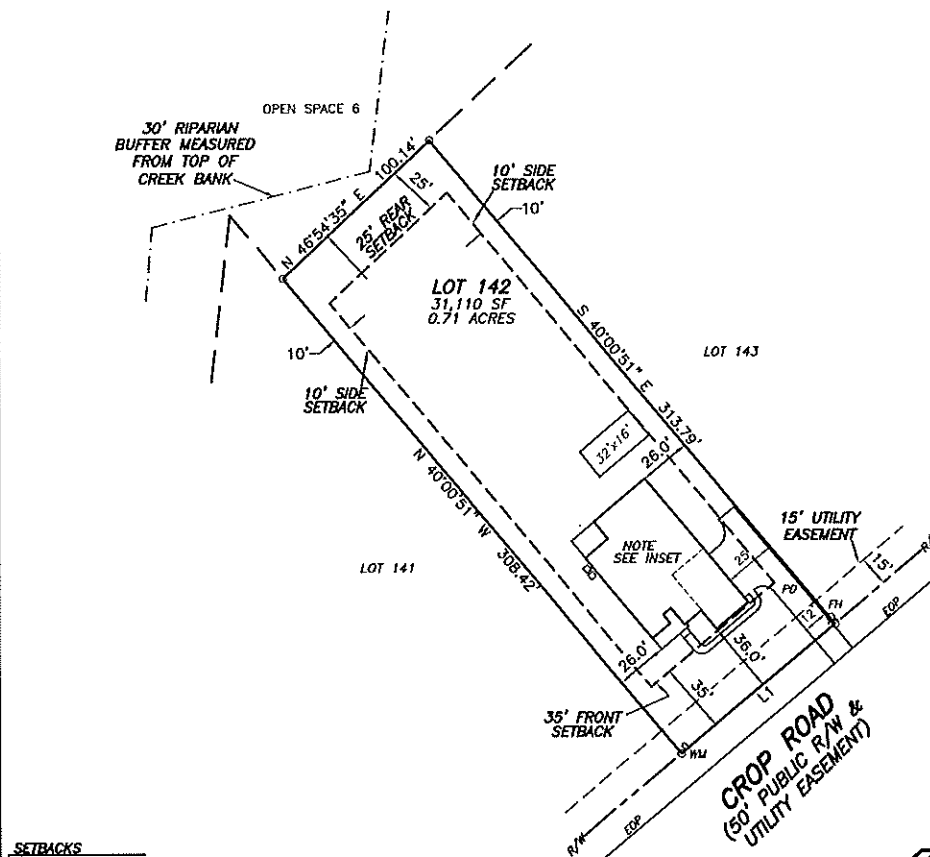 OPEN SPACE 6
30' RIPARIAN
BUFFER MEASURED
FROM TOP OF
CREEK BANK
N 46°54'35" E 100.14'
25'
25' REAR
SETBACK
10' SIDE
SETBACK
10'
LOT 142
31,110 SF
0.71 ACRES
S 40°00'51" E 313.79'
LOT 143
10'
10' SIDE
SETBACK
N 40°00'51" W 308.42'
LOT 141
32'x16'
26.0'
15' UTILITY
EASEMENT
15'
R/W
NOTE
SEE INSET
25'
PD
FH
12'
EOP
26.0'
36.0'
35'
L1
35' FRONT
SETBACK
WM
CROP ROAD
(50' PUBLIC R/W &
UTILITY EASEMENT)
R/W
EOP
SETBACKS